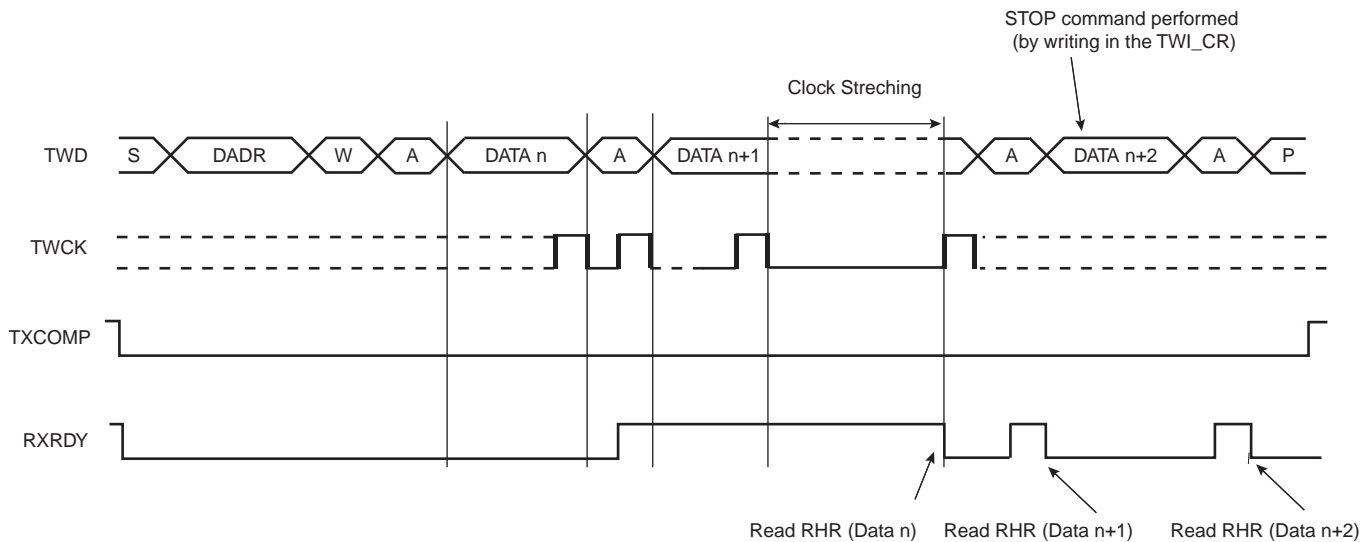 STOP command performed
(by writing in the TWI_CR)
Clock Streching
TWD S DADR W A DATA n A DATA n+1 A DATA n+2 A P
TWCK
TXCOMP
RXRDY
Read RHR (Data n) Read RHR (Data n+1) Read RHR (Data n+2)